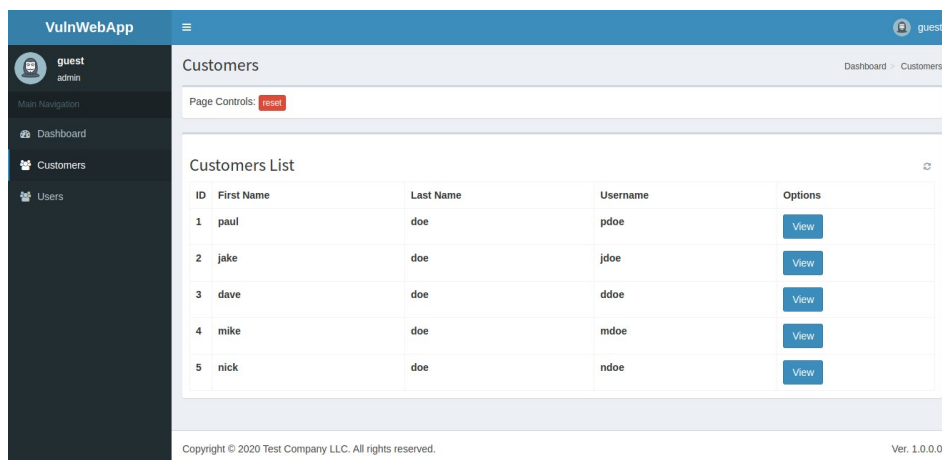 VulnWebApp
guest
guest
admin
Main Navigation
Dashboard
Customers
Users
Customers
Dashboard > Customers
Page Controls: reset
Customers List
ID First Name Last Name Username Options
1 paul doe pdoe View
2 jake doe jdoe View
3 dave doe ddoe View
4 mike doe mdoe View
5 nick doe ndoe View
Copyright © 2020 Test Company LLC. All rights reserved. Ver. 1.0.0.0